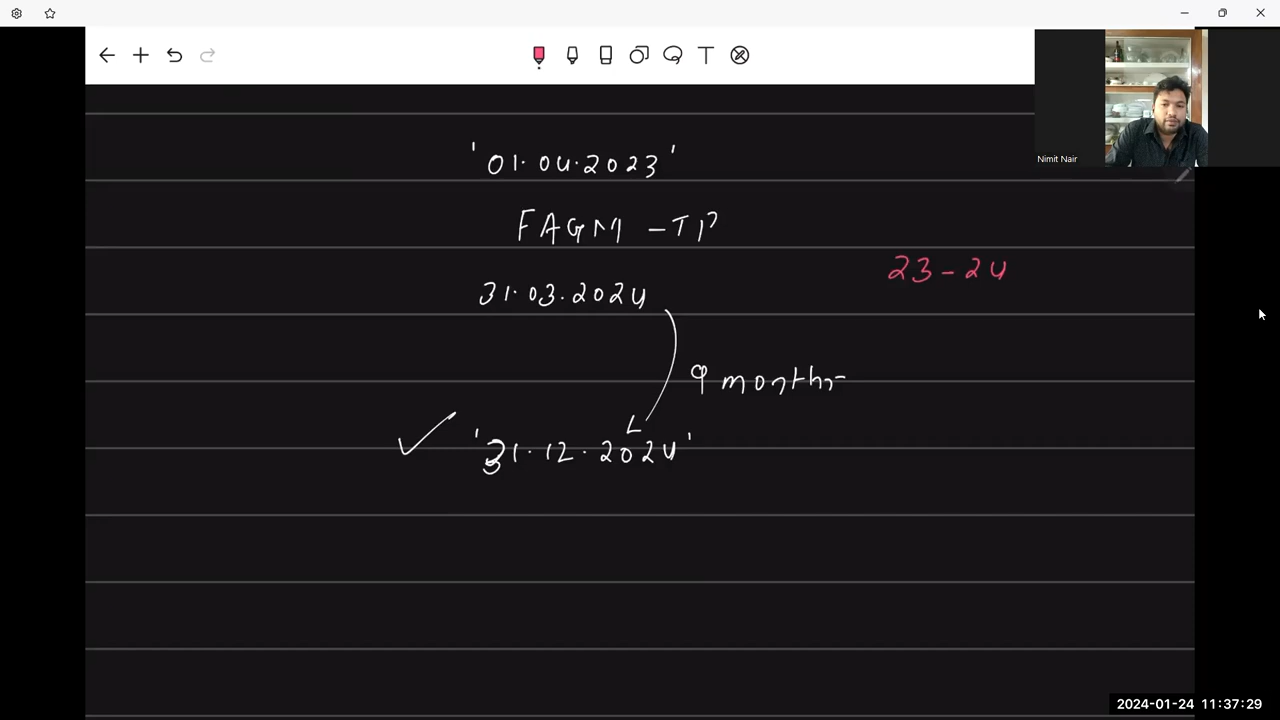 '01.04.2023'
FAGM - TP
23-24
31.03.2024
9 months
'31.12.2024'
Nimit Nair
2024-01-24 11:37:29
T